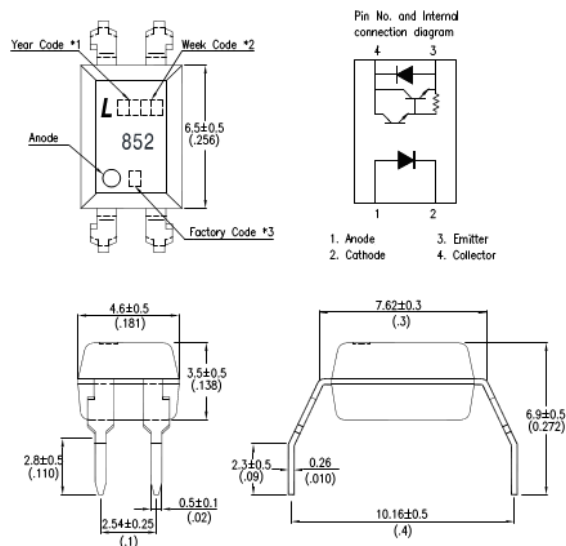 Year Code *1
Week Code *2
L
852
Anode
6.5±0.5
(.256)
Factory Code *3
Pin No. and Internal
connection diagram
4 3
1 2
1. Anode
3. Emitter
2. Cathode
4. Collector
4.6±0.5
(.181)
3.5±0.5
(.138)
2.8±0.5
(.110)
0.5±0.1
(.02)
2.54±0.25
(.1)
7.62±0.3
(.3)
6.9±0.5
(0.272)
2.3±0.5
(.09)
0.26
(.010)
10.16±0.5
(.4)